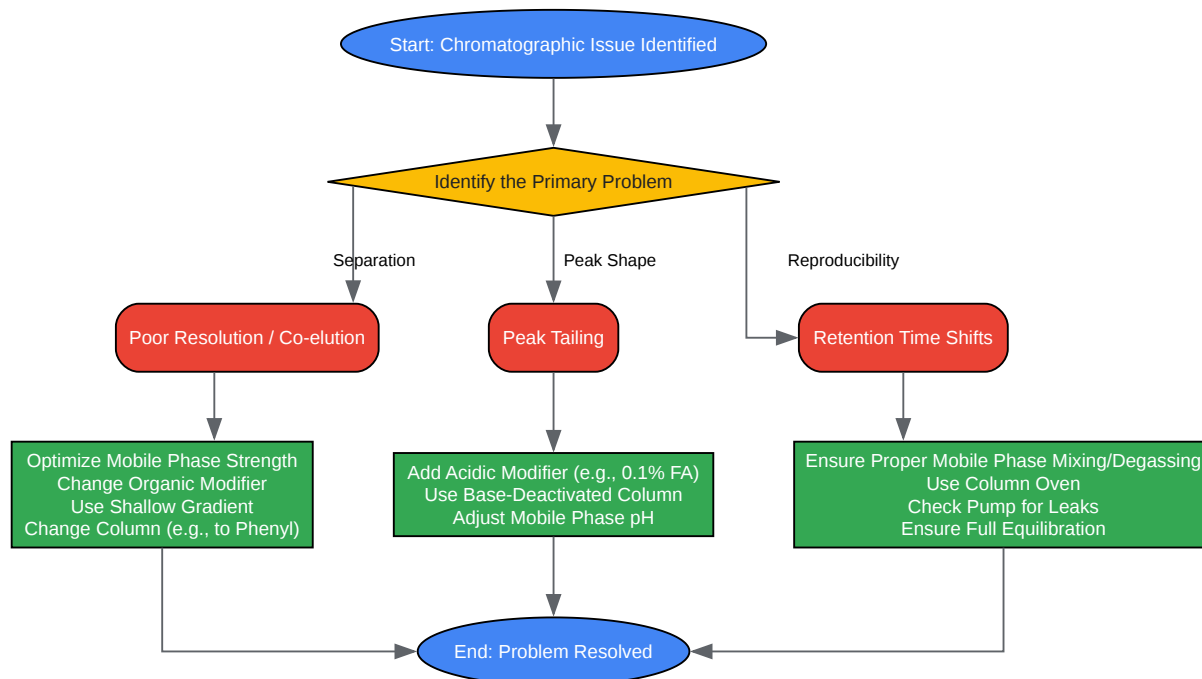 Start: Chromatographic Issue Identified
Identify the Primary Problem
Separation
Peak Shape
Reproducibility
Poor Resolution / Co-elution
Peak Tailing
Retention Time Shifts
Optimize Mobile Phase Strength
Change Organic Modifier
Use Shallow Gradient
Change Column (e.g., to Phenyl)
Add Acidic Modifier (e.g., 0.1% FA)
Use Base-Deactivated Column
Adjust Mobile Phase pH
Ensure Proper Mobile Phase Mixing/Degassing
Use Column Oven
Check Pump for Leaks
Ensure Full Equilibration
End: Problem Resolved